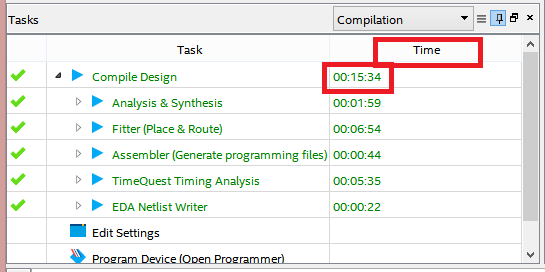 Tasks Compilation
Task Time
Compile Design 00:15:34
Analysis & Synthesis 00:01:59
Fitter (Place & Route) 00:06:54
Assembler (Generate programming files) 00:00:44
TimeQuest Timing Analysis 00:05:35
EDA Netlist Writer 00:00:22
Edit Settings
Program Device (Open Programmer)